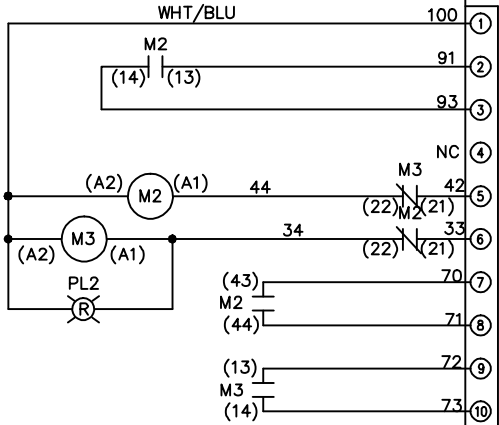 WHT/BLU 100 1
M2 91 2
(14) (13)
93 3
NC 4
M3
(A2) M2 (A1) 44 42 5
(22) (21)
M2
M3 34 33 6
(A2) (A1) (22) (21)
PL2 (43) 70 7
R M2
(44) 71 8
(13) 72 9
M3
(14) 73 10